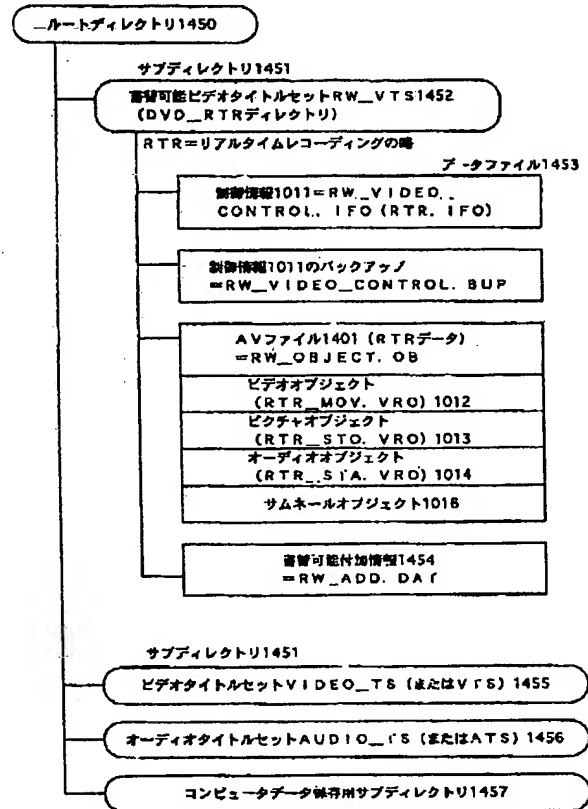 ルートディレクトリ1450
サブディレクトリ1451
書替可能ビデオタイトルセットRW_VTS1452
(DVD_RTRディレクトリ)
RTR=リアルタイムレコーディングの略
データファイル1453
制御情報1011=RW_VIDEO_
CONTROL. IFO (RTR. IFO)
制御情報1011のバックアップ
=RW_VIDEO_CONTROL. BUP
AVファイル1401 (RTRデータ)
=RW_OBJECT. OB
ビデオオブジェクト
(RTR_MOV. VRO) 1012
ピクチャオブジェクト
(RTR_STO. VRO) 1013
オーディオオブジェクト
(RTR_STA. VRO) 1014
サムネールオブジェクト1016
書替可能付加情報1454
=RW_ADD. DAT
サブディレクトリ1451
ビデオタイトルセットVIDEO_TS (またはVTS) 1455
オーディオタイトルセットAUDIO_TS (またはATS) 1456
コンピュータデータ保存用サブディレクトリ1457